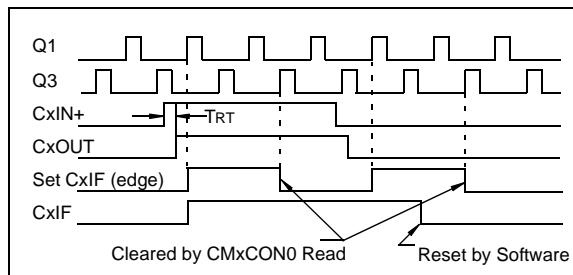 Q1
Q3
CxIN+
TRT
CxOUT
Set CxIF (edge)
CxIF
Cleared by CMxCON0 Read
Reset by Software